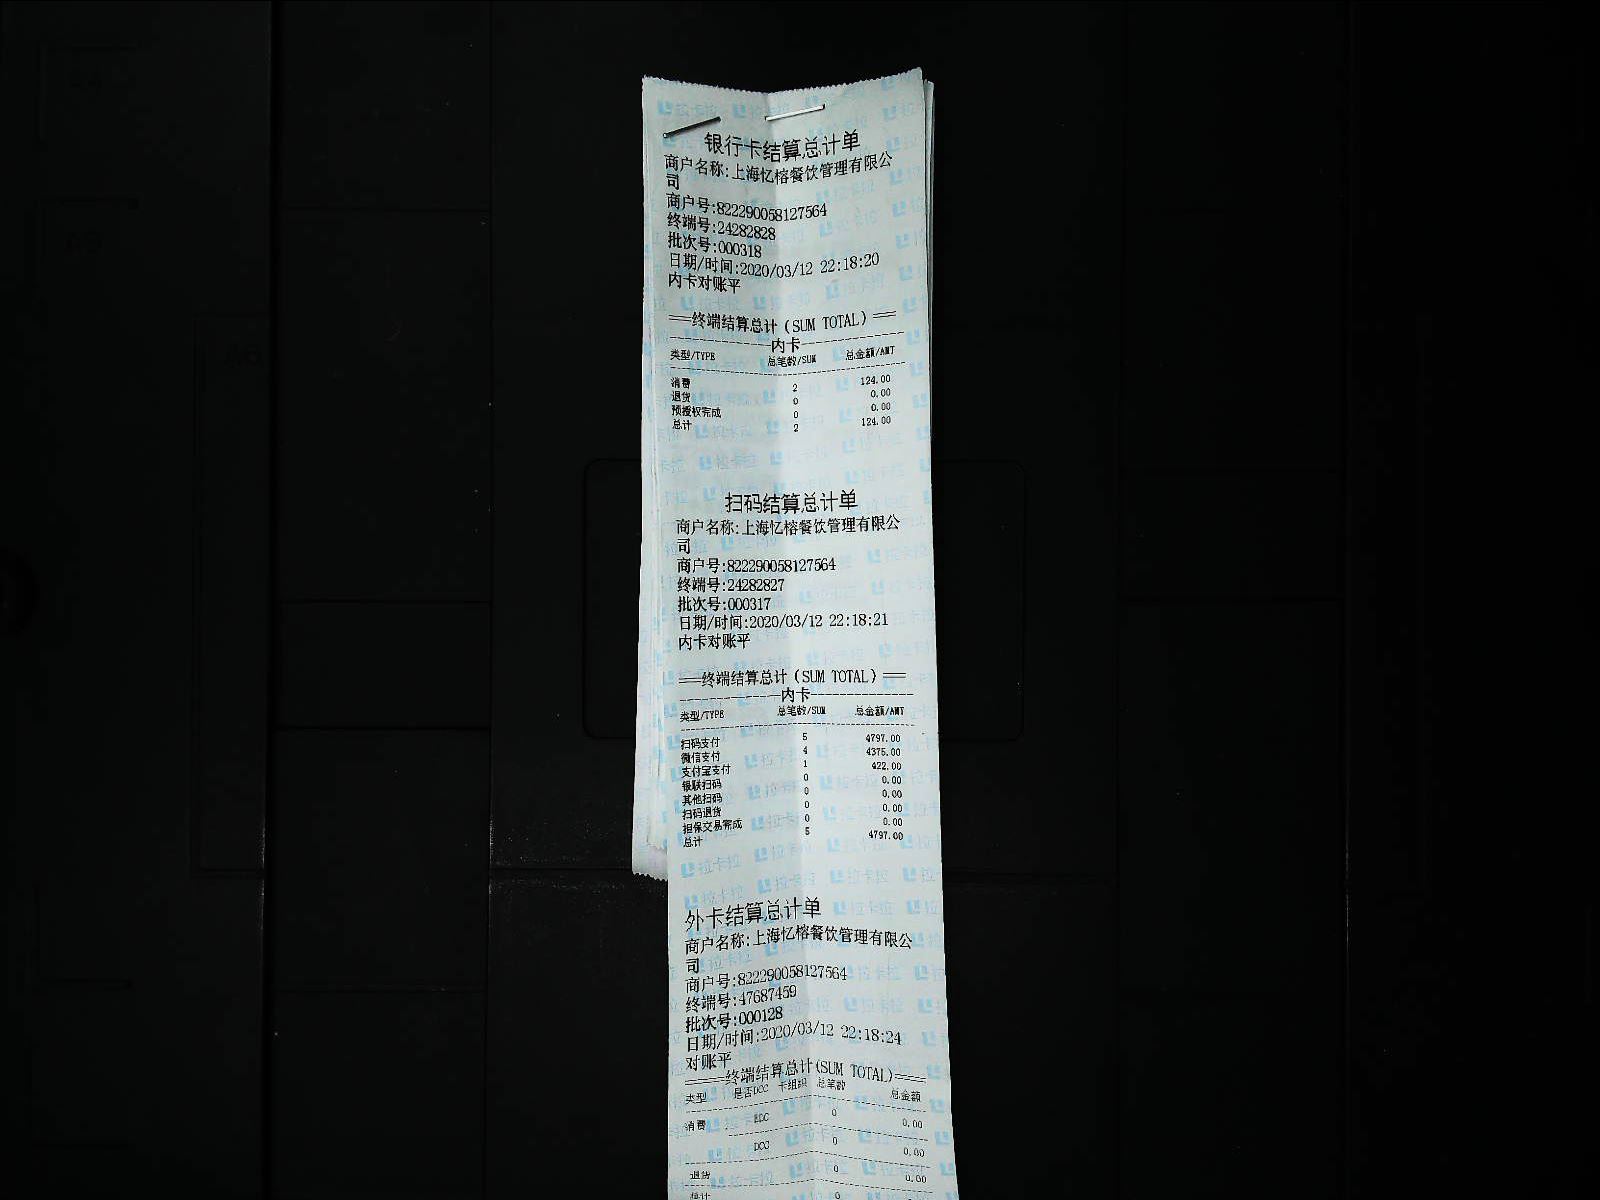 银行卡结算总计单
商户名称:上海忆榕餐饮管理有限公
司
商户号:822290058127564
终端号:24282828
批次号:000318
日期/时间:2020/03/12 22:18:20
内卡对账平
===终端结算总计(SUM TOTAL)===
内卡
类型/TYPE 总笔数/SUM 总金额/AMT
消费 2 124.00
退货 0 0.00
预授权完成 0 0.00
总计 2 124.00
扫码结算总计单
商户名称:上海忆榕餐饮管理有限公
司
商户号:822290058127564
终端号:24282827
批次号:000317
日期/时间:2020/03/12 22:18:21
内卡对账平
===终端结算总计(SUM TOTAL)===
内卡
类型/TYPE 总笔数/SUM 总金额/AMT
扫码支付 5 4797.00
微信支付 4 4375.00
支付宝支付 1 422.00
银联扫码 0 0.00
其他扫码 0 0.00
扫码退货 0 0.00
担保交易完成 0 0.00
总计 5 4797.00
外卡结算总计单
商户名称:上海忆榕餐饮管理有限公
司
商户号:822290058127564
终端号:47687459
批次号:000128
日期/时间:2020/03/12 22:18:24
对账平
====终端结算总计(SUM TOTAL)====
类型 是否DCC 卡组织 总笔数 总金额
消费 EDC 0 0.00
DCC 0 0.00
退货 0 0.00
总计 0